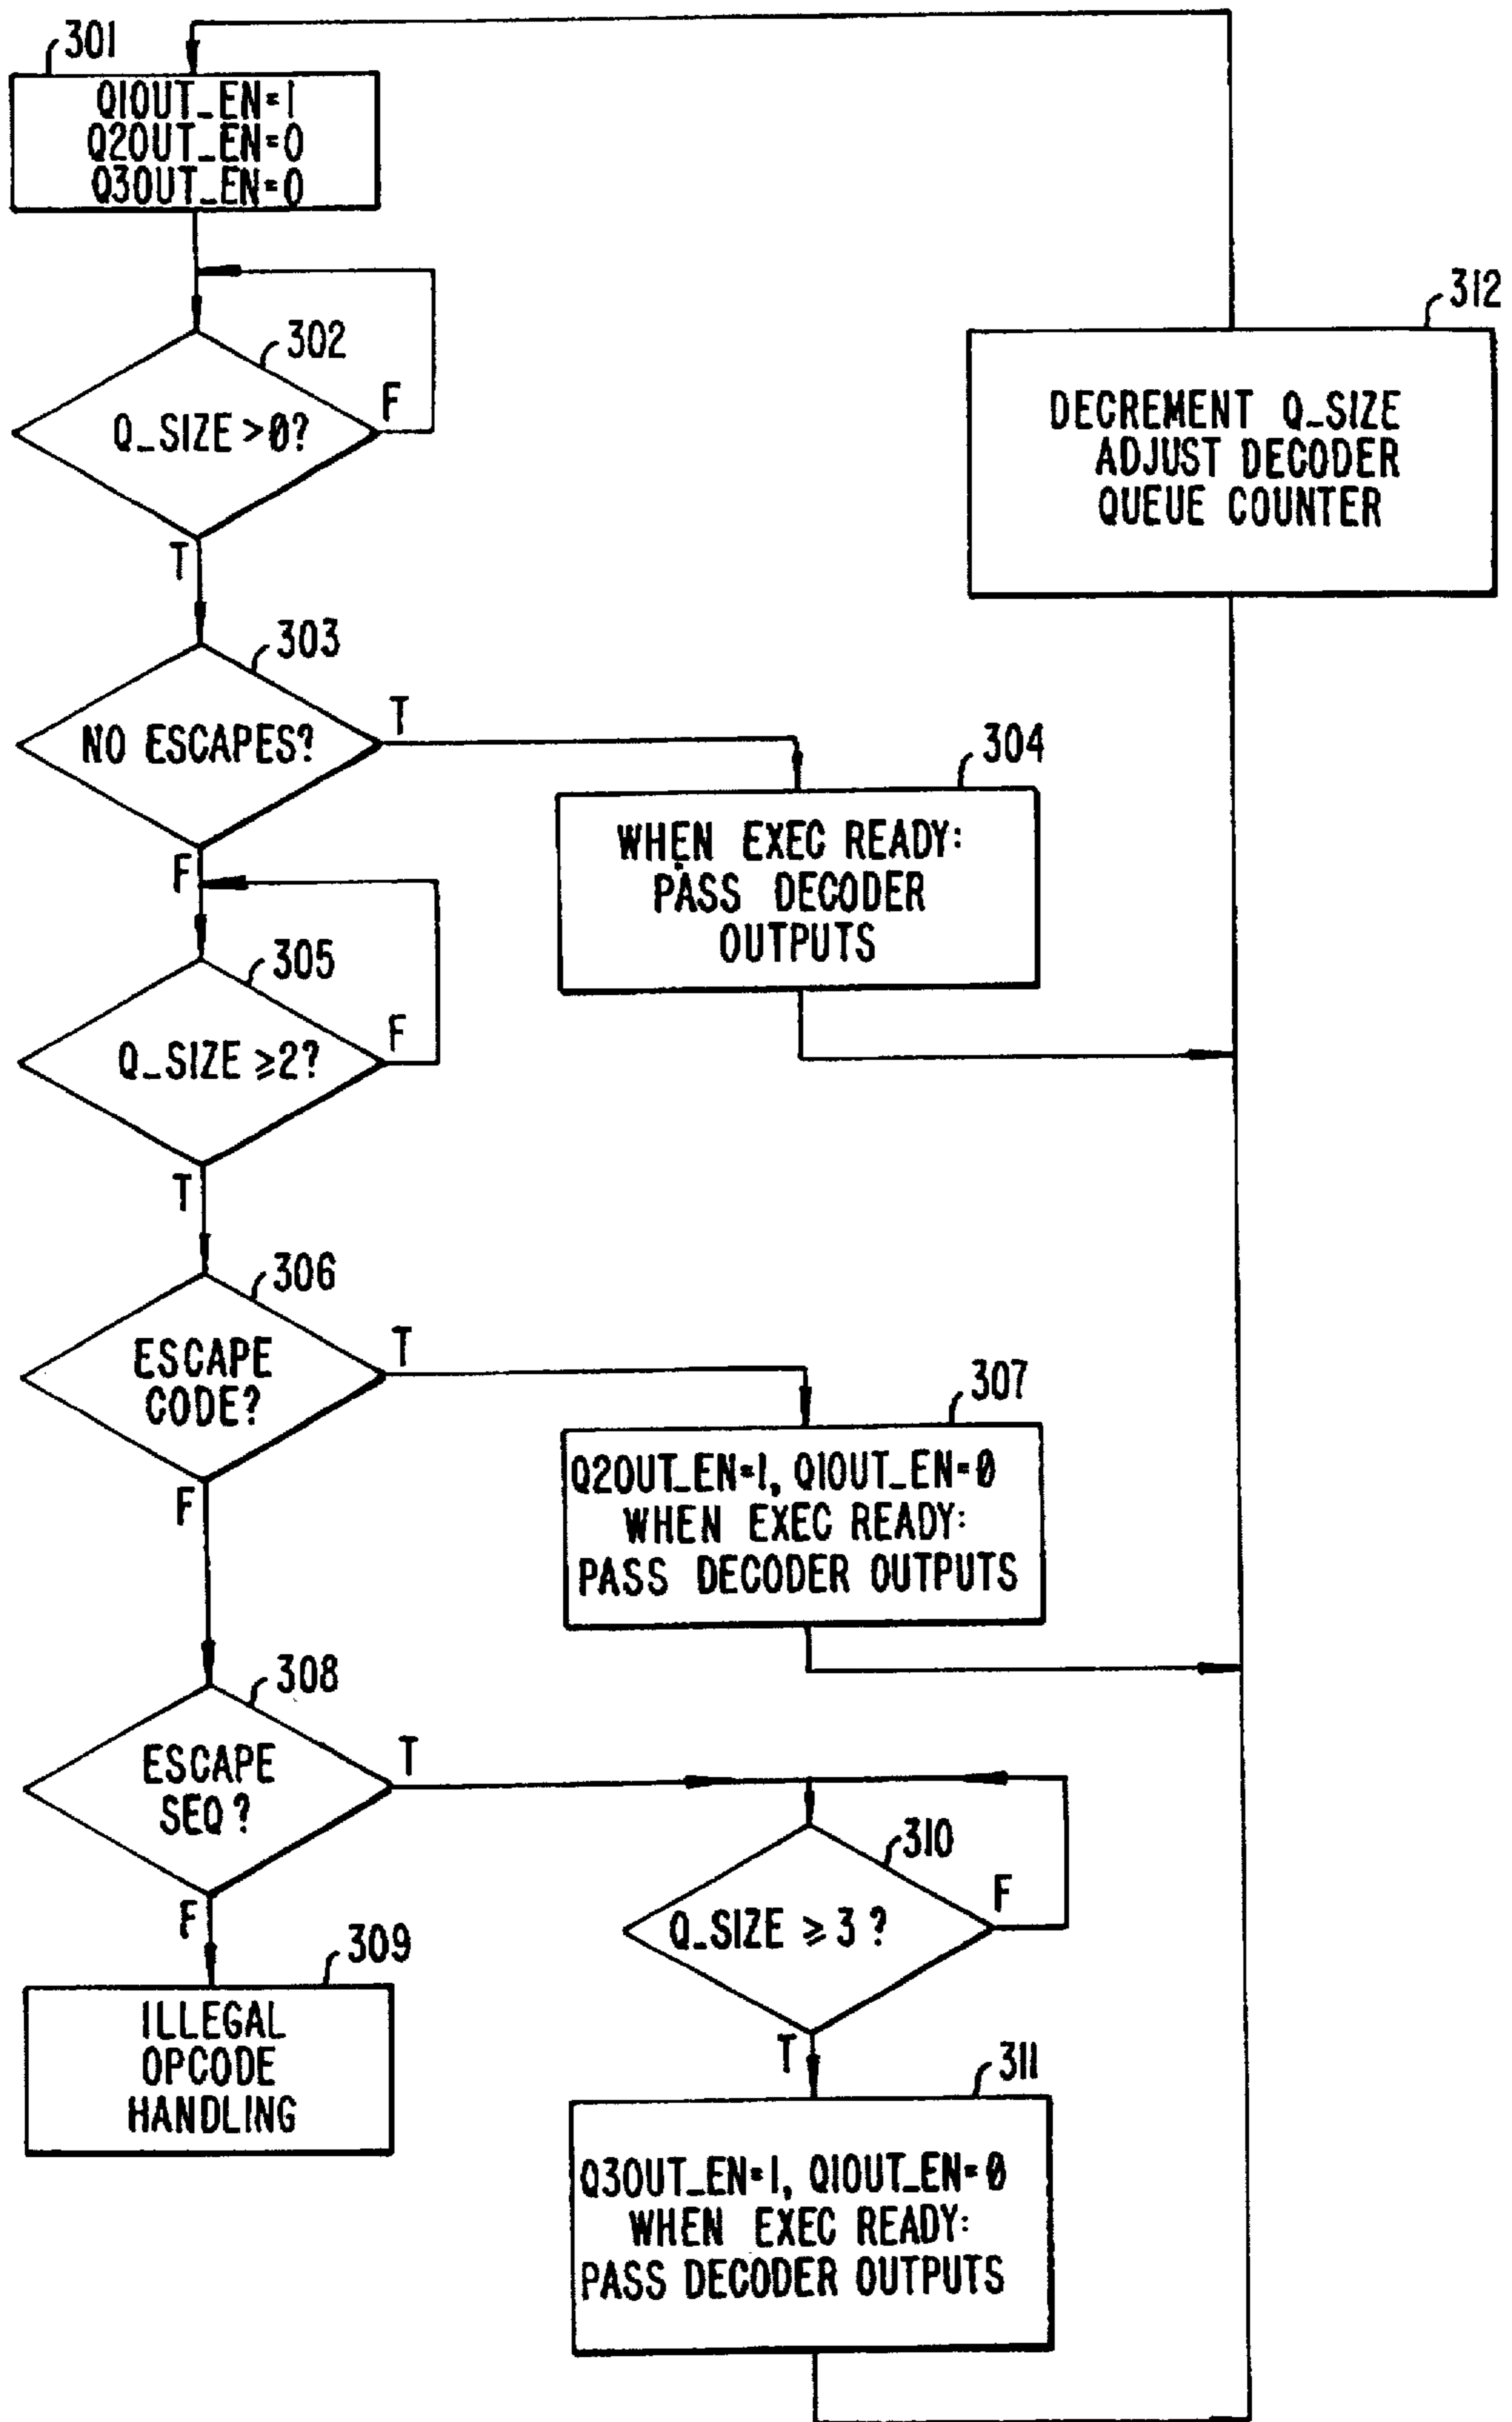 301
Q1OUT_EN=1
Q2OUT_EN=0
Q3OUT_EN=0
302
Q_SIZE >0?
F
T
312
DECREMENT Q_SIZE
ADJUST DECODER
QUEUE COUNTER
303
NO ESCAPES?
T
F
304
WHEN EXEC READY:
PASS DECODER
OUTPUTS
305
Q_SIZE ≥2?
F
T
306
ESCAPE
CODE?
T
F
307
Q2OUT_EN=1, Q1OUT_EN=0
WHEN EXEC READY:
PASS DECODER OUTPUTS
308
ESCAPE
SEQ?
T
F
310
Q_SIZE ≥ 3 ?
F
T
309
ILLEGAL
OPCODE
HANDLING
311
Q3OUT_EN=1, Q1OUT_EN=0
WHEN EXEC READY:
PASS DECODER OUTPUTS